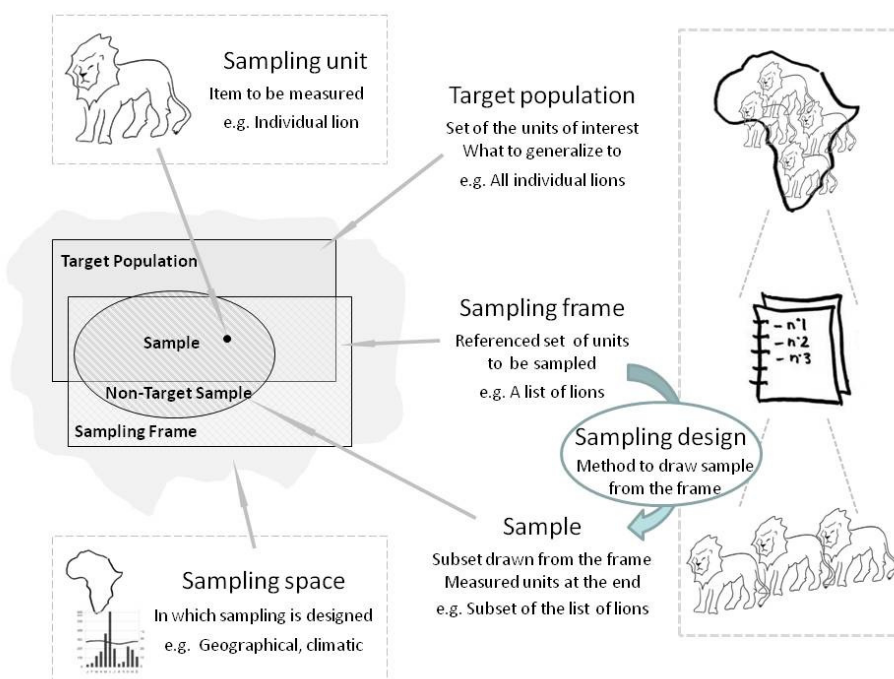 Sampling unit
Item to be measured
e.g. Individual lion
Target population
Set of the units of interest
What to generalize to
e.g. All individual lions
Target Population
Sample
Non-Target Sample
Sampling Frame
Sampling frame
Referenced set of units
to be sampled
e.g. A list of lions
- n°1
- n°2
- n°3
Sampling design
Method to draw sample
from the frame
Sample
Subset drawn from the frame
Measured units at the end
e.g. Subset of the list of lions
Sampling space
In which sampling is designed
e.g. Geographical, climatic